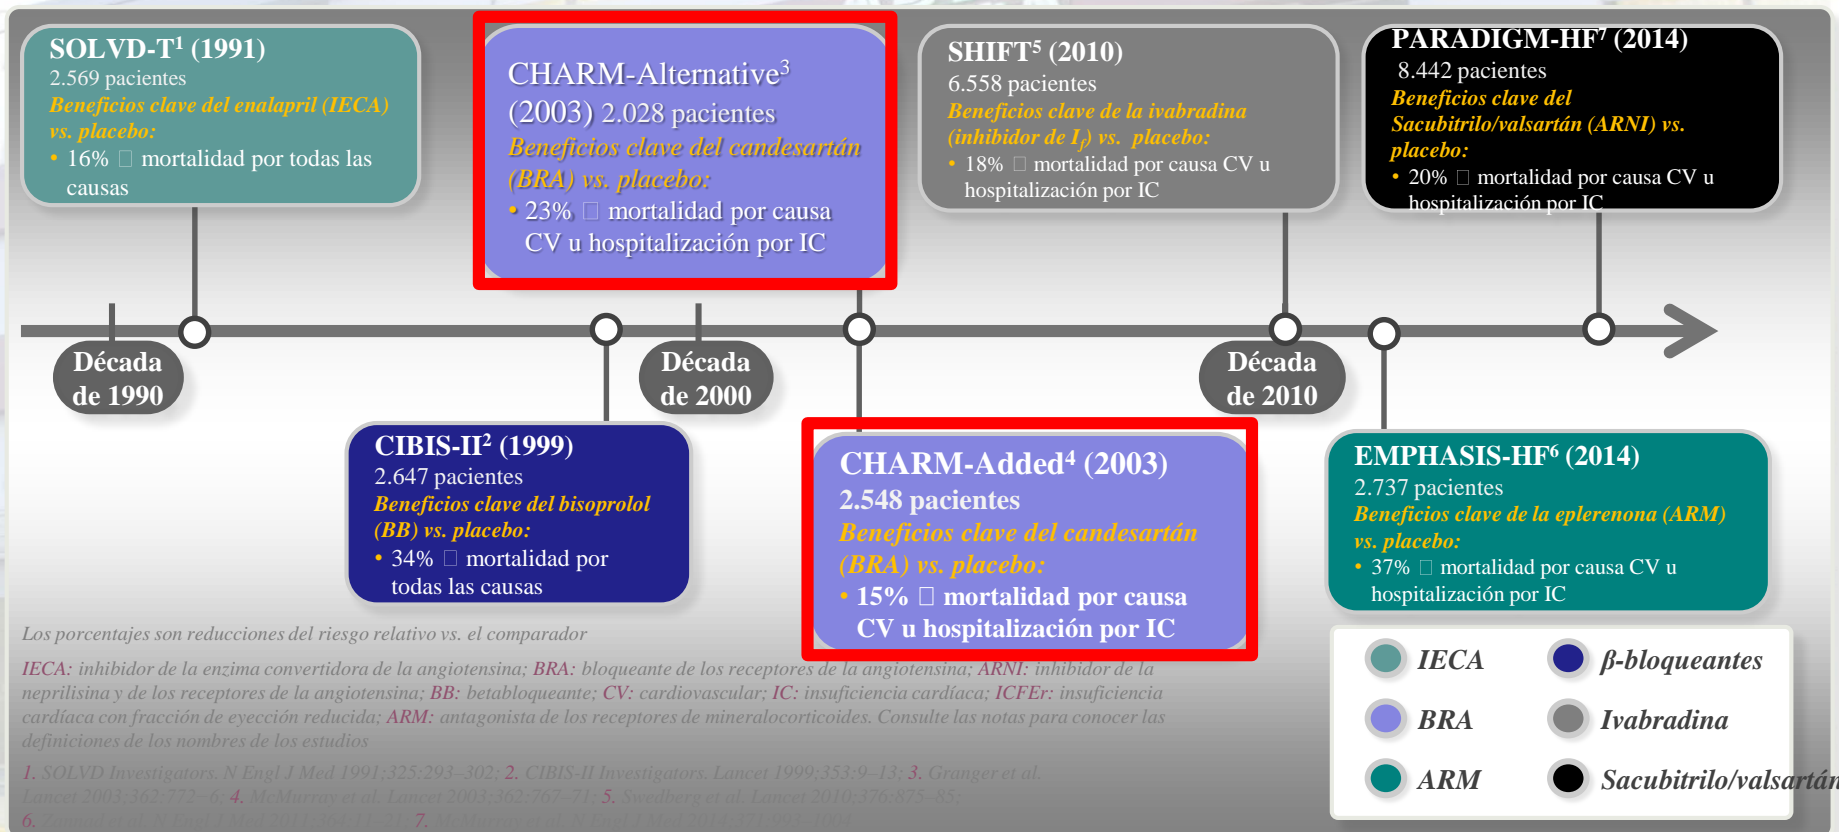 SOLVD-T1 (1991)
2.569 pacientes
Beneficios clave del enalapril (IECA)
vs. placebo:
• 16% □ mortalidad por todas las
causas
CHARM-Alternative3
(2003) 2.028 pacientes
Beneficios clave del candesartán
(BRA) vs. placebo:
• 23% □ mortalidad por causa
CV u hospitalización por IC
SHIFT5 (2010)
6.558 pacientes
Beneficios clave de la ivabradina
(inhibidor de If) vs. placebo:
• 18% □ mortalidad por causa CV u
hospitalización por IC
PARADIGM-HF7 (2014)
8.442 pacientes
Beneficios clave del
Sacubitrilo/valsartán (ARNI) vs.
placebo:
• 20% □ mortalidad por causa CV u
hospitalización por IC
Década
de 1990
Década
de 2000
Década
de 2010
CIBIS-II2 (1999)
2.647 pacientes
Beneficios clave del bisoprolol
(BB) vs. placebo:
• 34% □ mortalidad por
todas las causas
CHARM-Added4 (2003)
2.548 pacientes
Beneficios clave del candesartán
(BRA) vs. placebo:
• 15% □ mortalidad por causa
CV u hospitalización por IC
EMPHASIS-HF6 (2014)
2.737 pacientes
Beneficios clave de la eplerenona (ARM)
vs. placebo:
• 37% □ mortalidad por causa CV u
hospitalización por IC
Los porcentajes son reducciones del riesgo relativo vs. el comparador
IECA: inhibidor de la enzima convertidora de la angiotensina; BRA: bloqueante de los receptores de la angiotensina; ARNI: inhibidor de la
neprilisina y de los receptores de la angiotensina; BB: betabloqueante; CV: cardiovascular; IC: insuficiencia cardíaca; ICFEr: insuficiencia
cardíaca con fracción de eyección reducida; ARM: antagonista de los receptores de mineralocorticoides. Consulte las notas para conocer las
definiciones de los nombres de los estudios
1. SOLVD Investigators. N Engl J Med 1991;325:293–302; 2. CIBIS-II Investigators. Lancet 1999;353:9–13; 3. Granger et al.
Lancet 2003;362:772–6; 4. McMurray et al. Lancet 2003;362:767–71; 5. Swedberg et al. Lancet 2010;376:875–85;
6. 7.
IECA
β-bloqueantes
BRA
Ivabradina
ARM
Sacubitrilo/valsartán